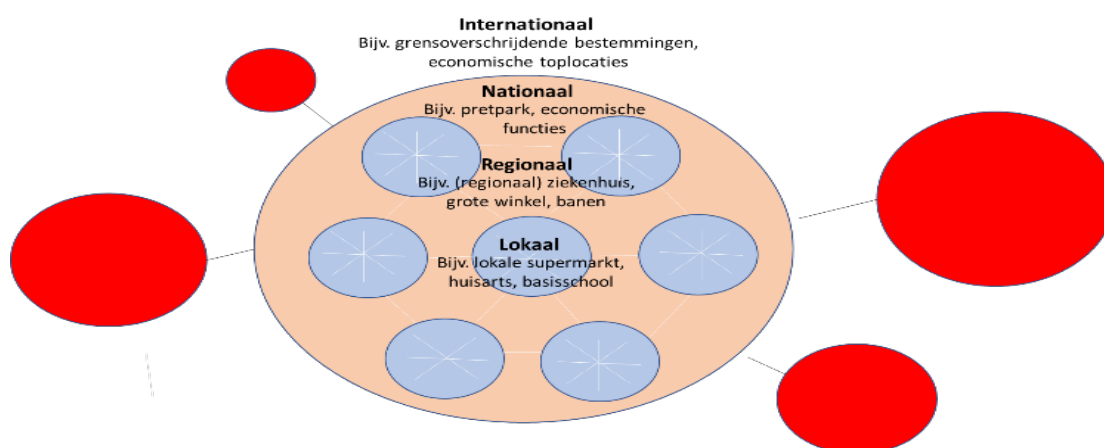 Internationaal
Bijv. grensoverschrijdende bestemmingen,
economische toplocaties
Nationaal
Bijv. pretpark, economische
functies
Regionaal
Bijv. (regionaal) ziekenhuis,
grote winkel, banen
Lokaal
Bijv. lokale supermarkt,
huisarts, basisschool